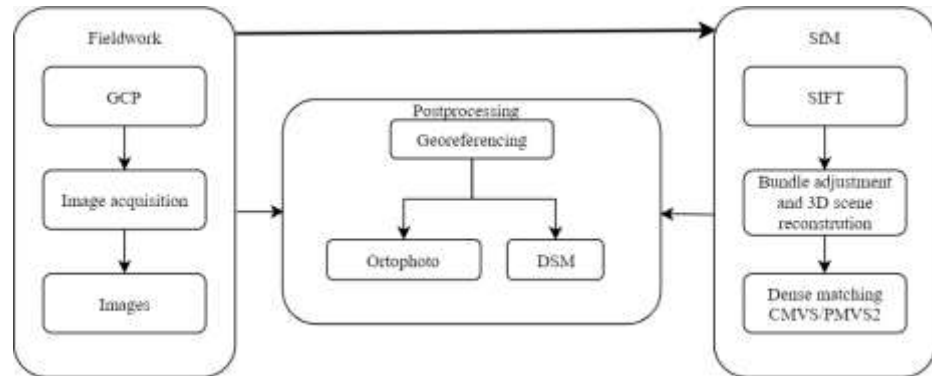 Fieldwork
GCP
Image acquisition
Images
Postprocessing
Georeferencing
Ortophoto
DSM
SfM
SIFT
Bundle adjustment
and 3D scene
reconstrution
Dense matching
CMVS/PMVS2